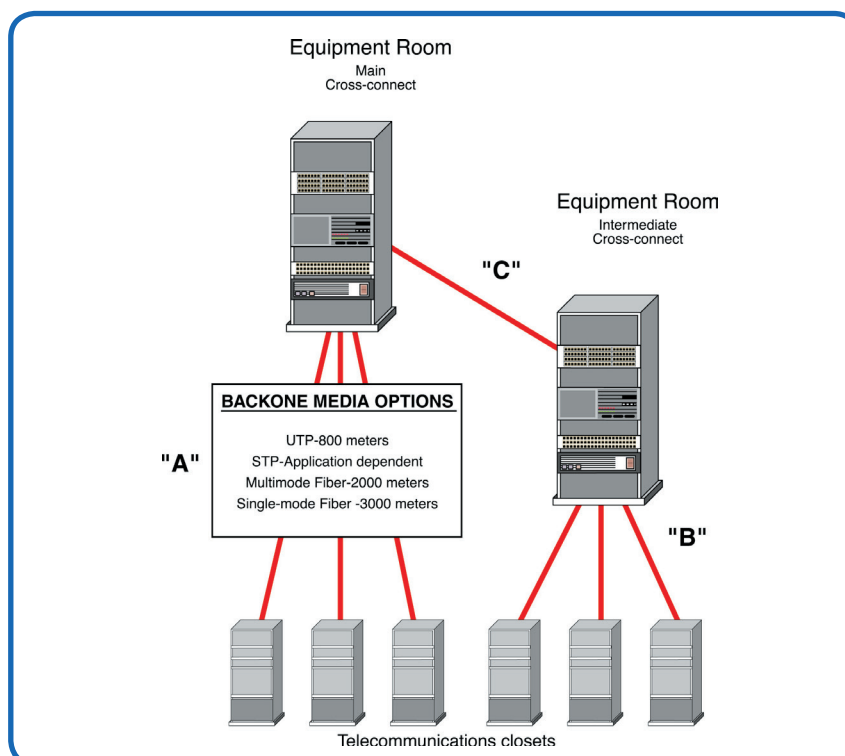 Equipment Room
Main
Cross-connect
Equipment Room
Intermediate
Cross-connect
"C"
BACKONE MEDIA OPTIONS
UTP-800 meters
STP-Application dependent
Multimode Fiber-2000 meters
Single-mode Fiber -3000 meters
"A"
"B"
Telecommunications closets